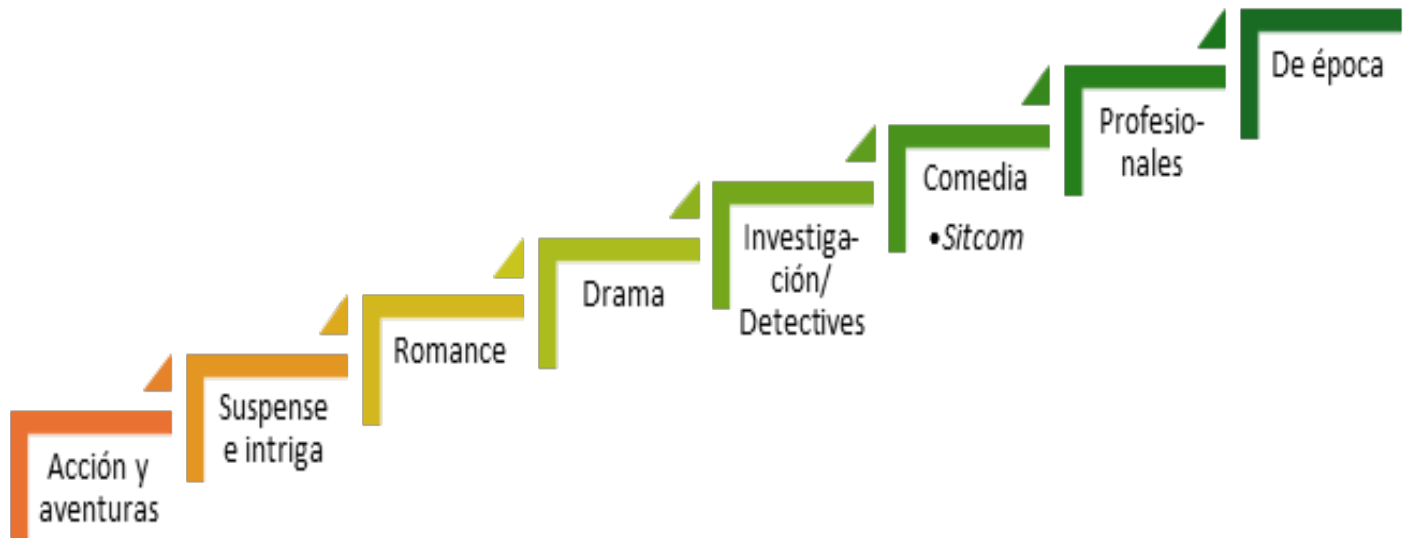 Acción y
aventuras
Suspense
e intriga
Romance
Drama
Investiga-
ción/
Detectives
Comedia
•Sitcom
Profesio-
nales
De época